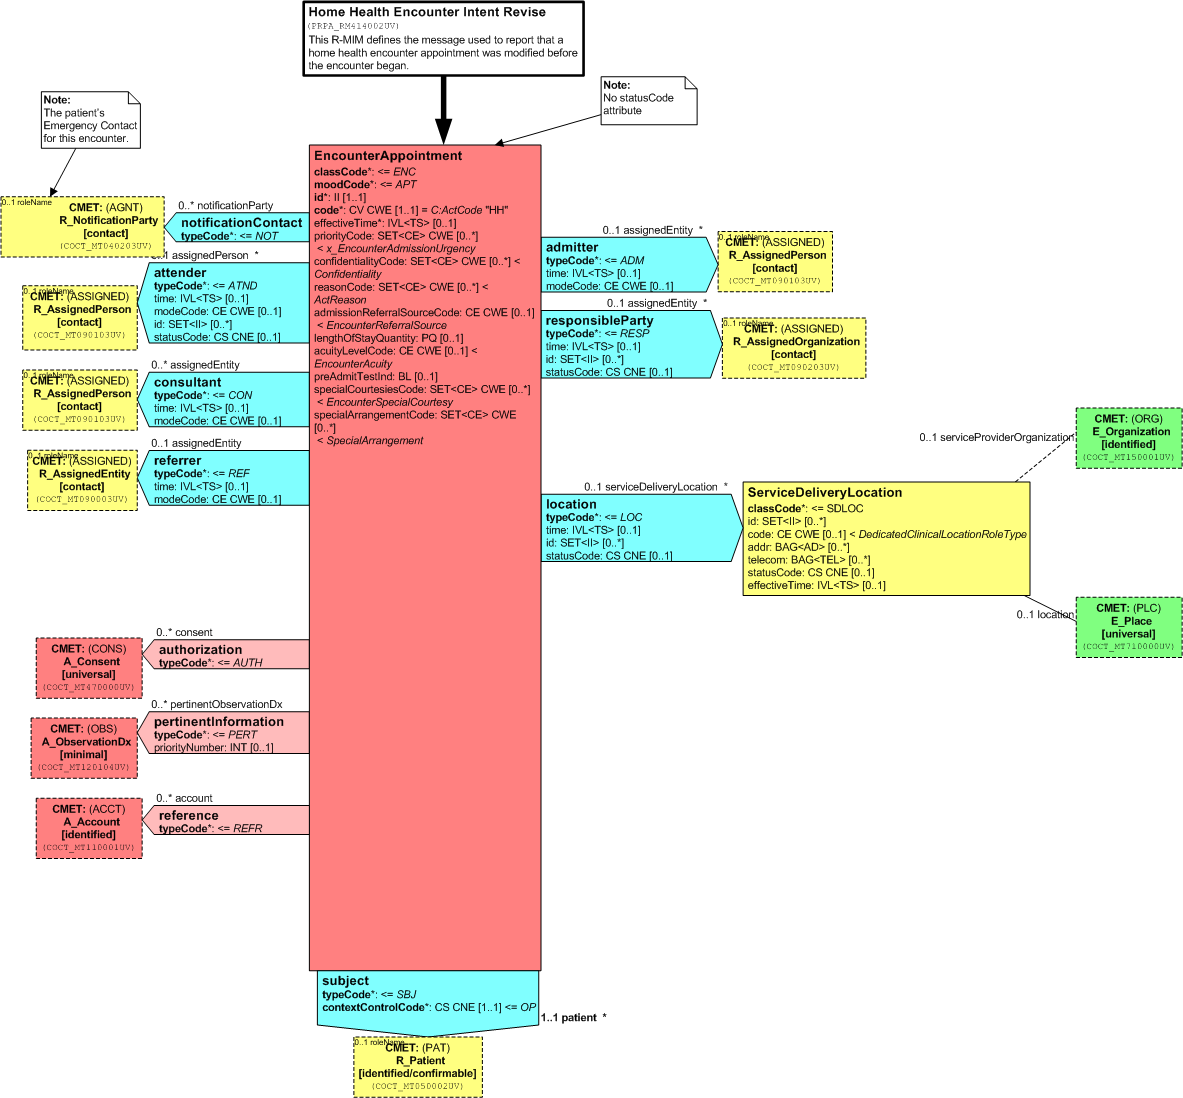 Home Health Encounter Intent Revise
(PRPA_RM414002UV)
This R-MIM defines the message used to report that a
home health encounter appointment was modified before
the encounter began.
Note:
No statusCode
attribute
Note:
The patient's
Emergency Contact
for this encounter.
EncounterAppointment
classCode*: <= ENC
moodCode*: <= APT
id*: II [1..1]
code*: CV CWE [1..1] = C:ActCode "HH"
effectiveTime*: IVL<TS> [0..1]
priorityCode: SET<CE> CWE [0..*]
< x_EncounterAdmissionUrgency
confidentialityCode: SET<CE> CWE [0..*] <
Confidentiality
reasonCode: SET<CE> CWE [0..*] <
ActReason
admissionReferralSourceCode: CE CWE [0..1]
< EncounterReferralSource
lengthOfStayQuantity: PQ [0..1]
acuityLevelCode: CE CWE [0..1] <
EncounterAcuity
preAdmitTestInd: BL [0..1]
specialCourtesiesCode: SET<CE> CWE [0..*]
< EncounterSpecialCourtesy
specialArrangementCode: SET<CE> CWE
[0..*]
< SpecialArrangement
0..1 roleName
CMET: (AGNT)
R_NotificationParty
[contact]
(COCT_MT040203UV)
0..* notificationParty
notificationContact
typeCode*: <= NOT
0..1 assignedPerson *
attender
typeCode*: <= ATND
time: IVL<TS> [0..1]
modeCode: CE CWE [0..1]
id: SET<II> [0..*]
statusCode: CS CNE [0..1]
0..1 roleName
CMET: (ASSIGNED)
R_AssignedPerson
[contact]
(COCT_MT090103UV)
0..* assignedEntity
consultant
typeCode*: <= CON
time: IVL<TS> [0..1]
modeCode: CE CWE [0..1]
0..1 roleName
CMET: (ASSIGNED)
R_AssignedPerson
[contact]
(COCT_MT090103UV)
0..1 assignedEntity
referrer
typeCode*: <= REF
time: IVL<TS> [0..1]
modeCode: CE CWE [0..1]
0..1 roleName
CMET: (ASSIGNED)
R_AssignedEntity
[contact]
(COCT_MT090003UV)
0..1 assignedEntity *
admitter
typeCode*: <= ADM
time: IVL<TS> [0..1]
modeCode: CE CWE [0..1]
0..1 roleName
CMET: (ASSIGNED)
R_AssignedPerson
[contact]
(COCT_MT090103UV)
0..1 assignedEntity *
responsibleParty
typeCode*: <= RESP
time: IVL<TS> [0..1]
id: SET<II> [0..*]
statusCode: CS CNE [0..1]
0..1 roleName
CMET: (ASSIGNED)
R_AssignedOrganization
[contact]
(COCT_MT090203UV)
0..1 serviceDeliveryLocation *
location
typeCode*: <= LOC
time: IVL<TS> [0..1]
id: SET<II> [0..*]
statusCode: CS CNE [0..1]
ServiceDeliveryLocation
classCode*: <= SDLOC
id: SET<II> [0..*]
code: CE CWE [0..1] < DedicatedClinicalLocationRoleType
addr: BAG<AD> [0..*]
telecom: BAG<TEL> [0..*]
statusCode: CS CNE [0..1]
effectiveTime: IVL<TS> [0..1]
0..1 serviceProviderOrganization
CMET: (ORG)
E_Organization
[identified]
(COCT_MT150001UV)
0..1 location
CMET: (PLC)
E_Place
[universal]
(COCT_MT710000UV)
0..* consent
authorization
typeCode*: <= AUTH
CMET: (CONS)
A_Consent
[universal]
(COCT_MT470000UV)
0..* pertinentObservationDx
pertinentInformation
typeCode*: <= PERT
priorityNumber: INT [0..1]
CMET: (OBS)
A_ObservationDx
[minimal]
(COCT_MT120104UV)
0..* account
reference
typeCode*: <= REFR
CMET: (ACCT)
A_Account
[identified]
(COCT_MT110001UV)
subject
typeCode*: <= SBJ
contextControlCode*: CS CNE [1..1] <= OP
1..1 patient *
0..1 roleName
CMET: (PAT)
R_Patient
[identified/confirmable]
(COCT_MT050002UV)